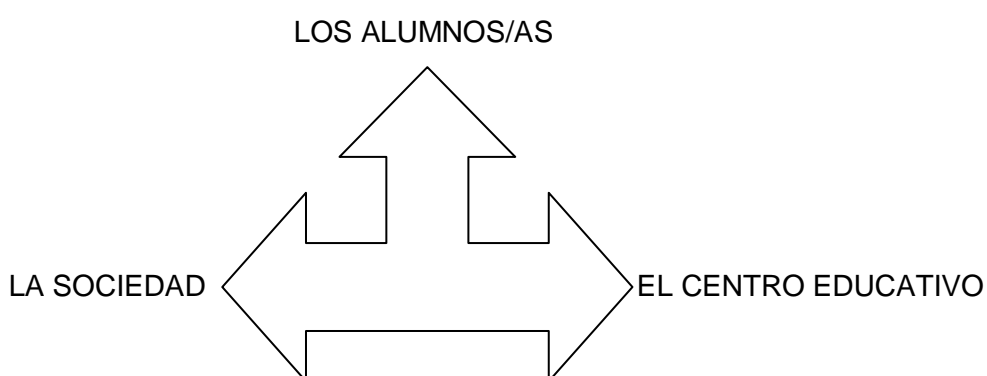 LOS ALUMNOS/AS
LA SOCIEDAD
EL CENTRO EDUCATIVO